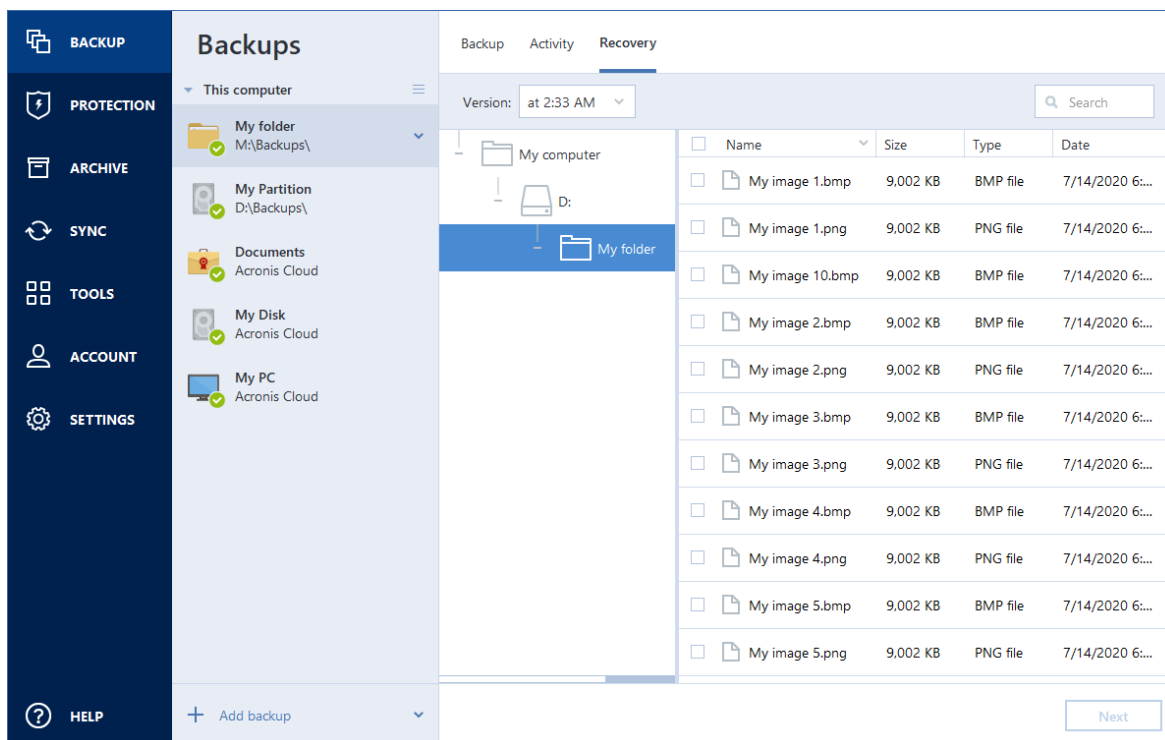 BACKUP
PROTECTION
ARCHIVE
SYNC
TOOLS
ACCOUNT
SETTINGS
HELP
Backups
This computer
My folder
M:\Backups\
My Partition
D:\Backups\
Documents
Acronis Cloud
My Disk
Acronis Cloud
My PC
Acronis Cloud
Add backup
Backup Activity Recovery
Version: at 2:33 AM Search
My computer
D:
My folder
Name Size Type Date
My image 1.bmp 9,002 KB BMP file 7/14/2020 6:...
My image 1.png 9,002 KB PNG file 7/14/2020 6:...
My image 10.bmp 9,002 KB BMP file 7/14/2020 6:...
My image 2.bmp 9,002 KB BMP file 7/14/2020 6:...
My image 2.png 9,002 KB PNG file 7/14/2020 6:...
My image 3.bmp 9,002 KB BMP file 7/14/2020 6:...
My image 3.png 9,002 KB PNG file 7/14/2020 6:...
My image 4.bmp 9,002 KB BMP file 7/14/2020 6:...
My image 4.png 9,002 KB PNG file 7/14/2020 6:...
My image 5.bmp 9,002 KB BMP file 7/14/2020 6:...
My image 5.png 9,002 KB PNG file 7/14/2020 6:...
Next